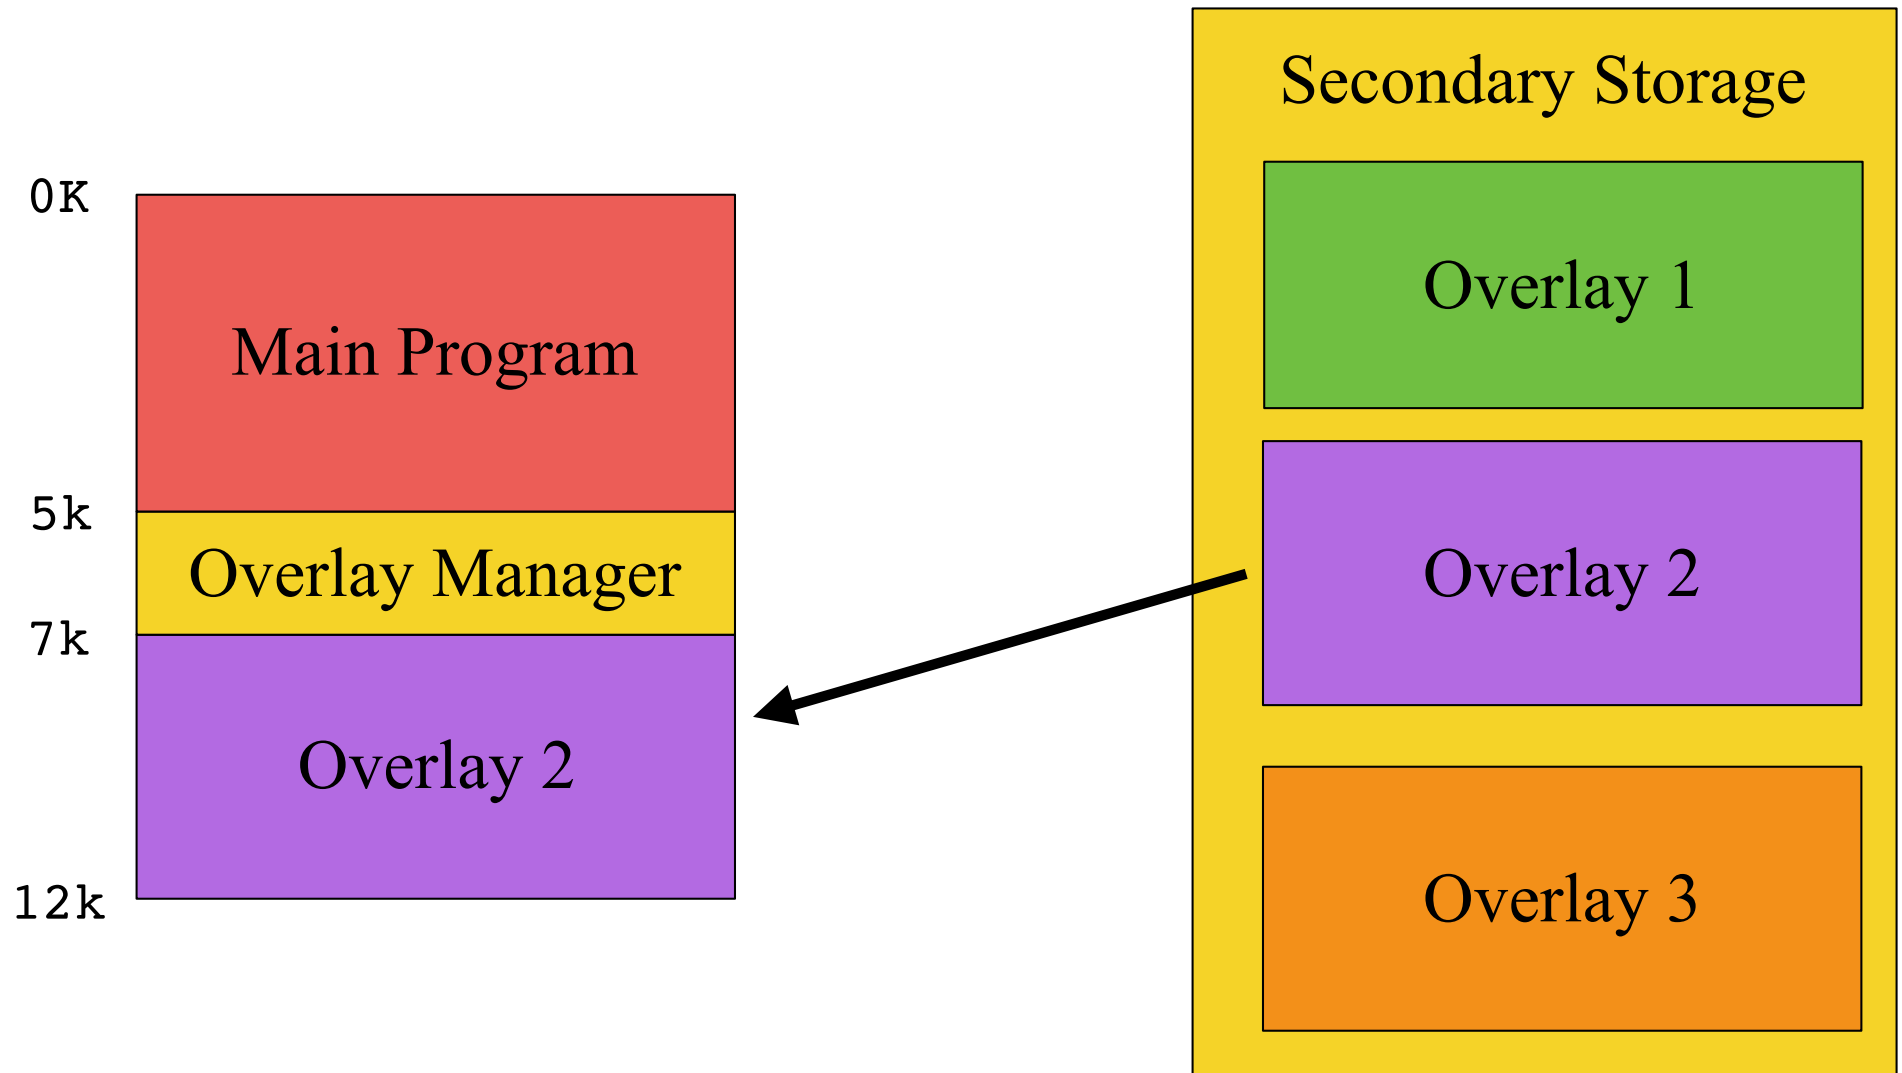 0K
Main Program
5k
Overlay Manager
7k
Overlay 2
12k
Secondary Storage
Overlay 1
Overlay 2
Overlay 3